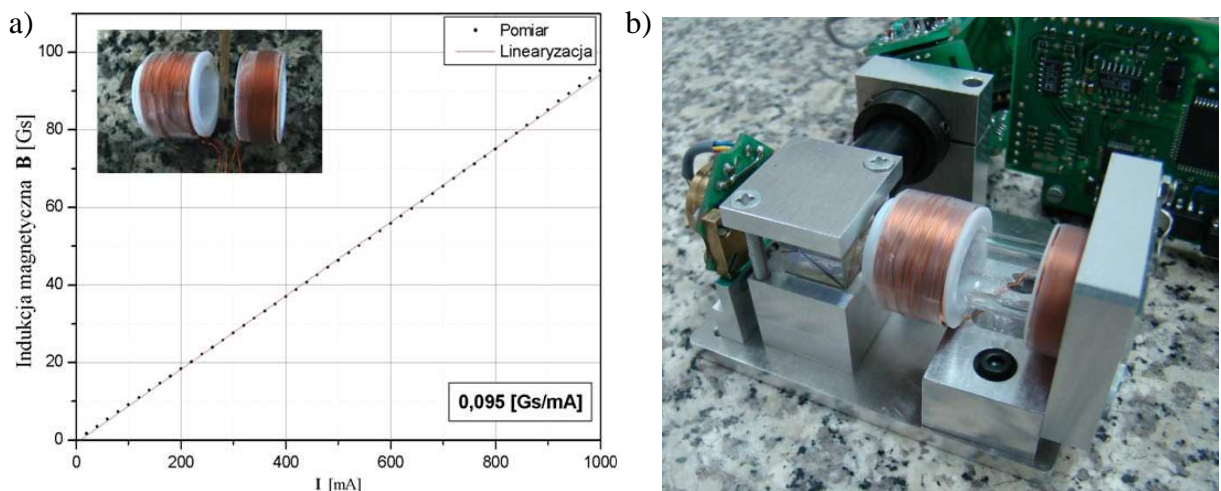 a)
b)
Pomiar
Linearyzacja
Indukcja magnetyczna B [Gs]
100
80
60
40
20
0
0,095 [Gs/mA]
0 200 400 600 800 1000
I [mA]